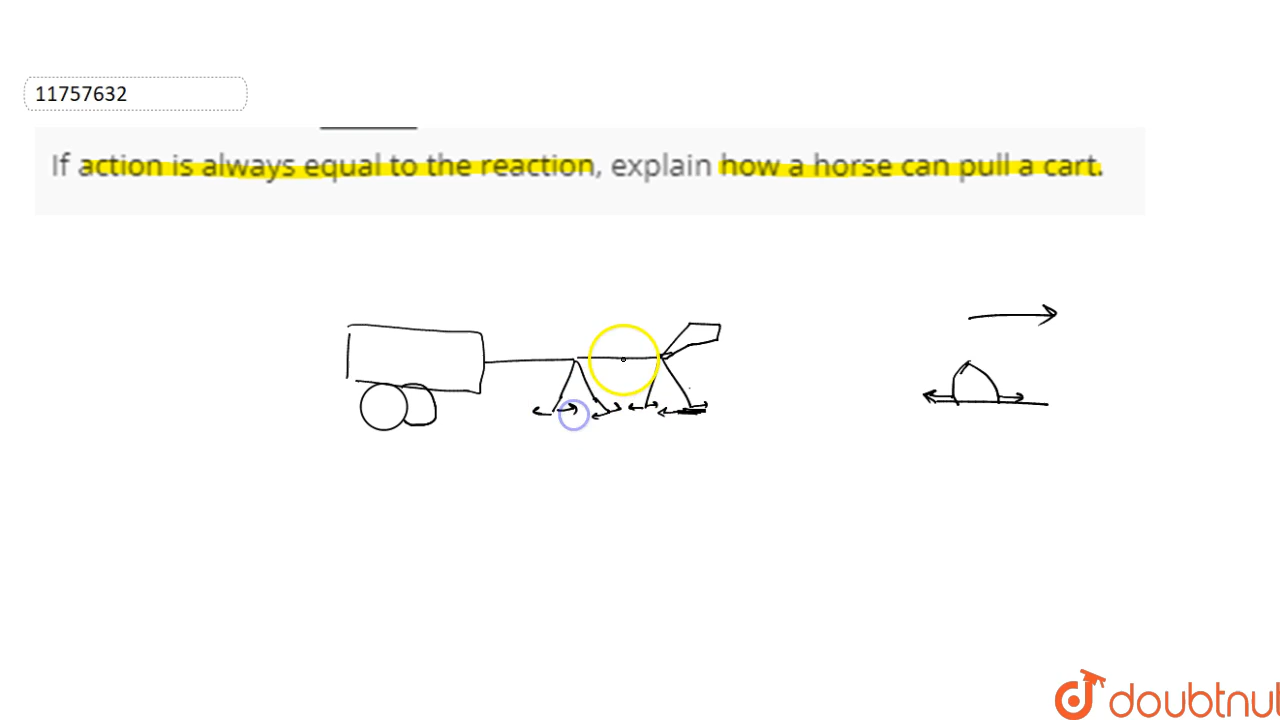 11757632
If action is always equal to the reaction, explain how a horse can pull a cart.
doubtnut